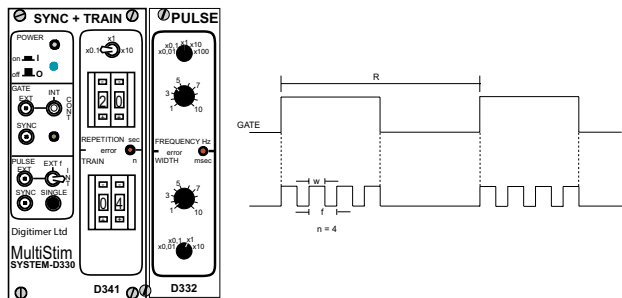 SYNC + TRAIN
POWER
on I
off O
GATE
EXT INT CONT
SYNC
PULSE
EXT EXT f INT
SYNC SINGLE
Digitimer Ltd
MultiStim
SYSTEM-D330
x0.1 x1 x10
2 0
REPETITION sec
error
TRAIN n
0 4
D341
PULSE
x0,01 x0,1 x1 x10 x100
1 3 5 7 10
FREQUENCY Hz
error
WIDTH msec
1 3 5 7 10
x0,01 x0,1 x1 x10
D332
R
GATE
w
f
n = 4